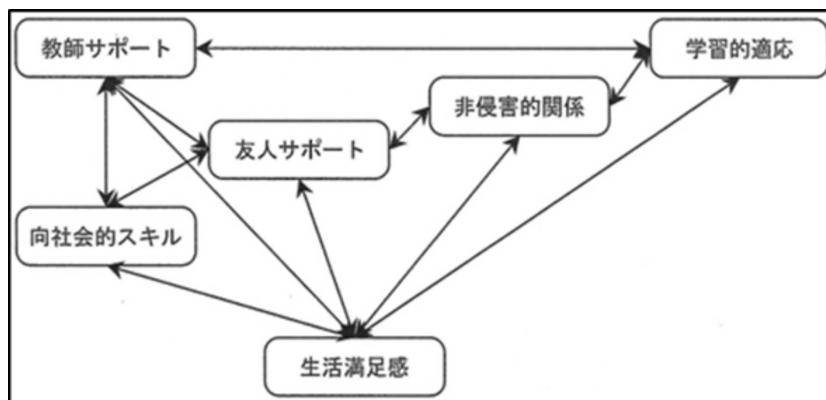 教師サポート
学習的適応
非侵害的関係
友人サポート
向社会的スキル
生活満足感